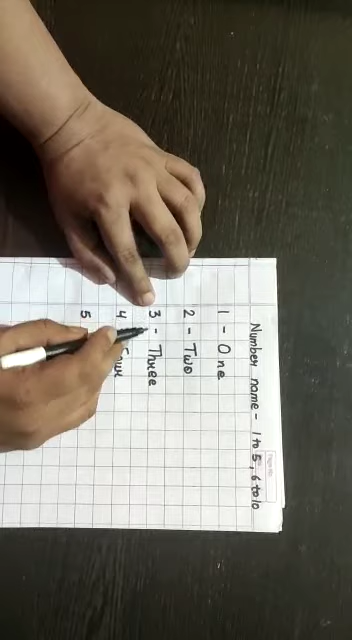 Number name - 1 to 5, 6 to 10
1 - One
2 - Two
3 - Three
4
5